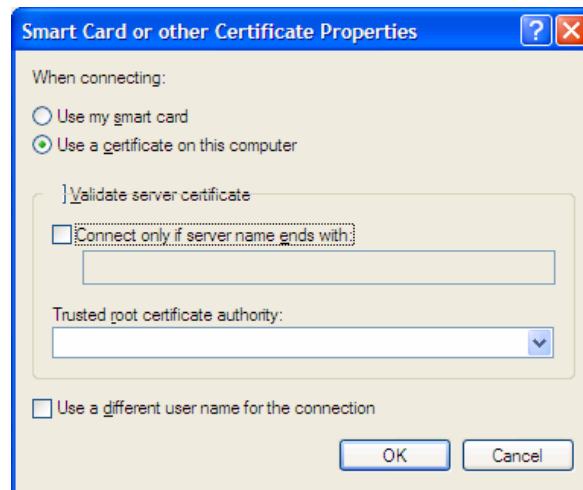 Smart Card or other Certificate Properties
When connecting:
Use my smart card
Use a certificate on this computer
Validate server certificate
Connect only if server name ends with:
Trusted root certificate authority:
Use a different user name for the connection
OK Cancel